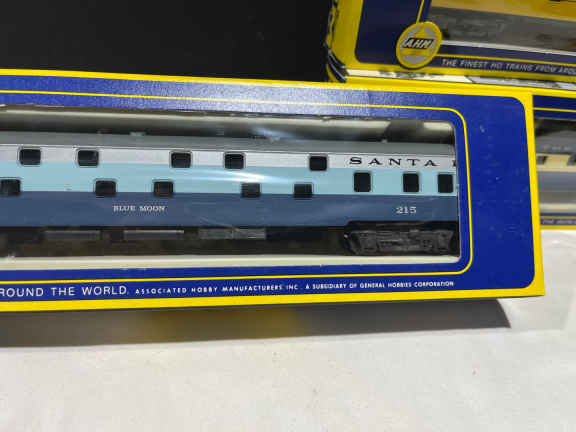 AHM
THE FINEST HO TRAINS FROM AROU
SANTA
BLUE MOON
215
ROUND THE WORLD. ASSOCIATED HOBBY MANUFACTURERS INC. A SUBSIDIARY OF GENERAL HOBBIES CORPORATION